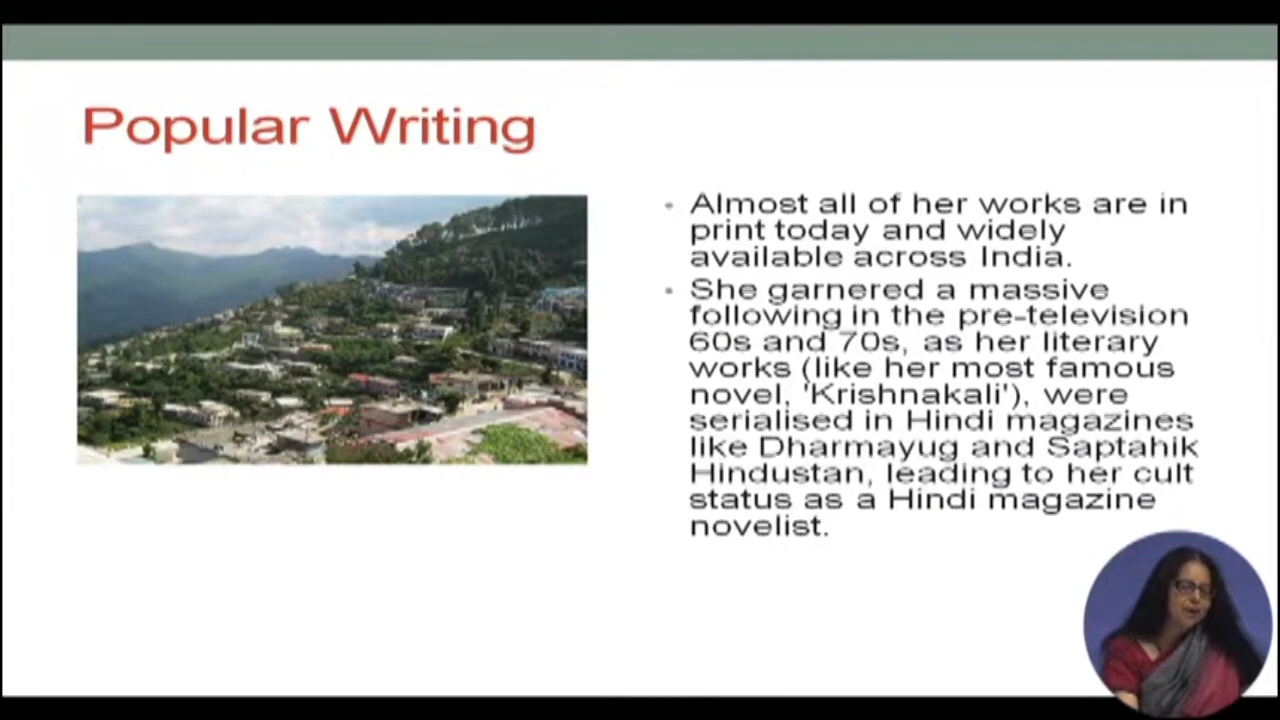 Popular Writing
• Almost all of her works are in
print today and widely
available across India.
• She garnered a massive
following in the pre-television
60s and 70s, as her literary
works (like her most famous
novel, 'Krishnakali'), were
serialised in Hindi magazines
like Dharmayug and Saptahik
Hindustan, leading to her cult
status as a Hindi magazine
novelist.